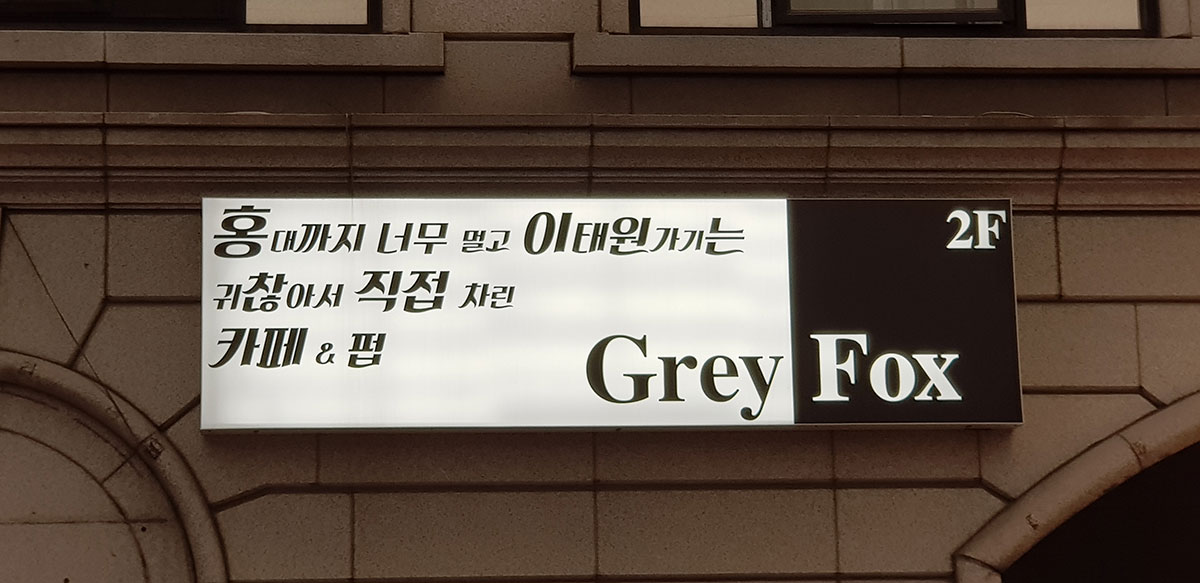 홍대까지 너무 멀고 이태원가기는
귀찮아서 직접 차린
카페 & 펍
Grey Fox
2F